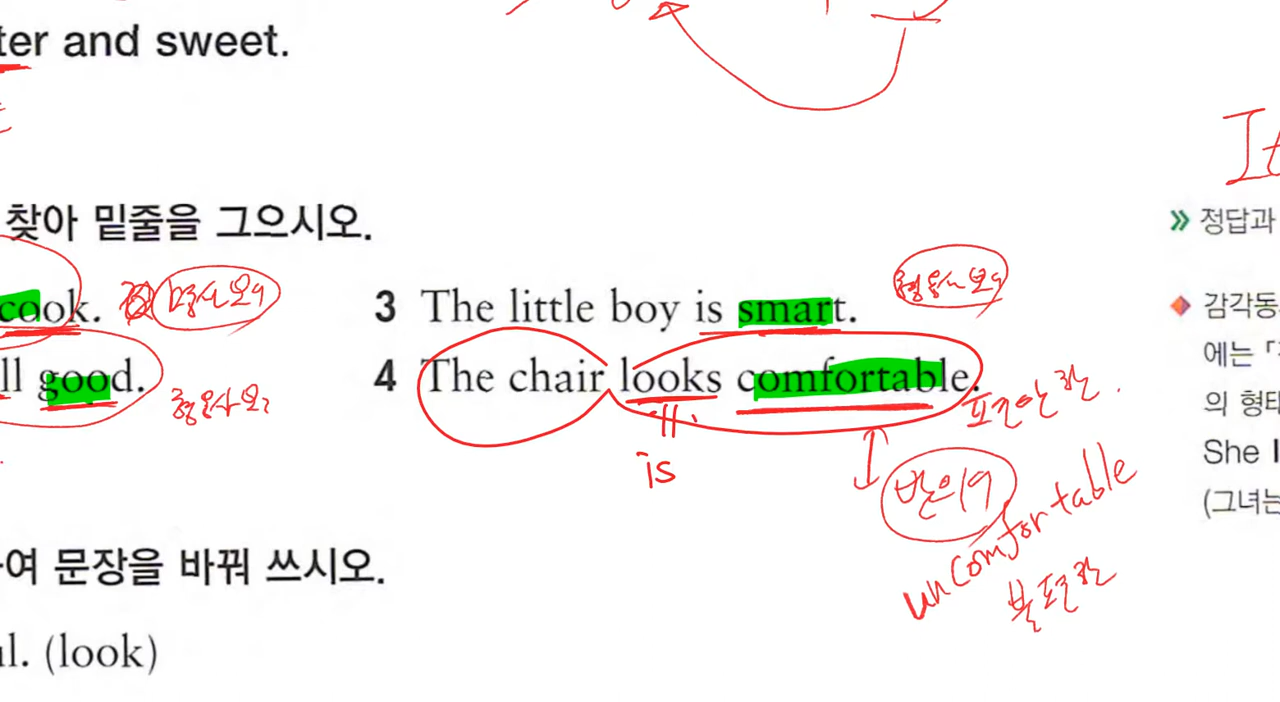 ter and sweet.
It
찾아 밑줄을 그으시오.
정답과
cook. 명사보어
3 The little boy is smart. 형용사보어
감각동
에는
ll good. 형용사보어
4 The chair looks comfortable. 편안한.
의 형태
is
반의어
She l
uncomfortable
(그녀는
불편한
여 문장을 바꿔 쓰시오.
ul. (look)